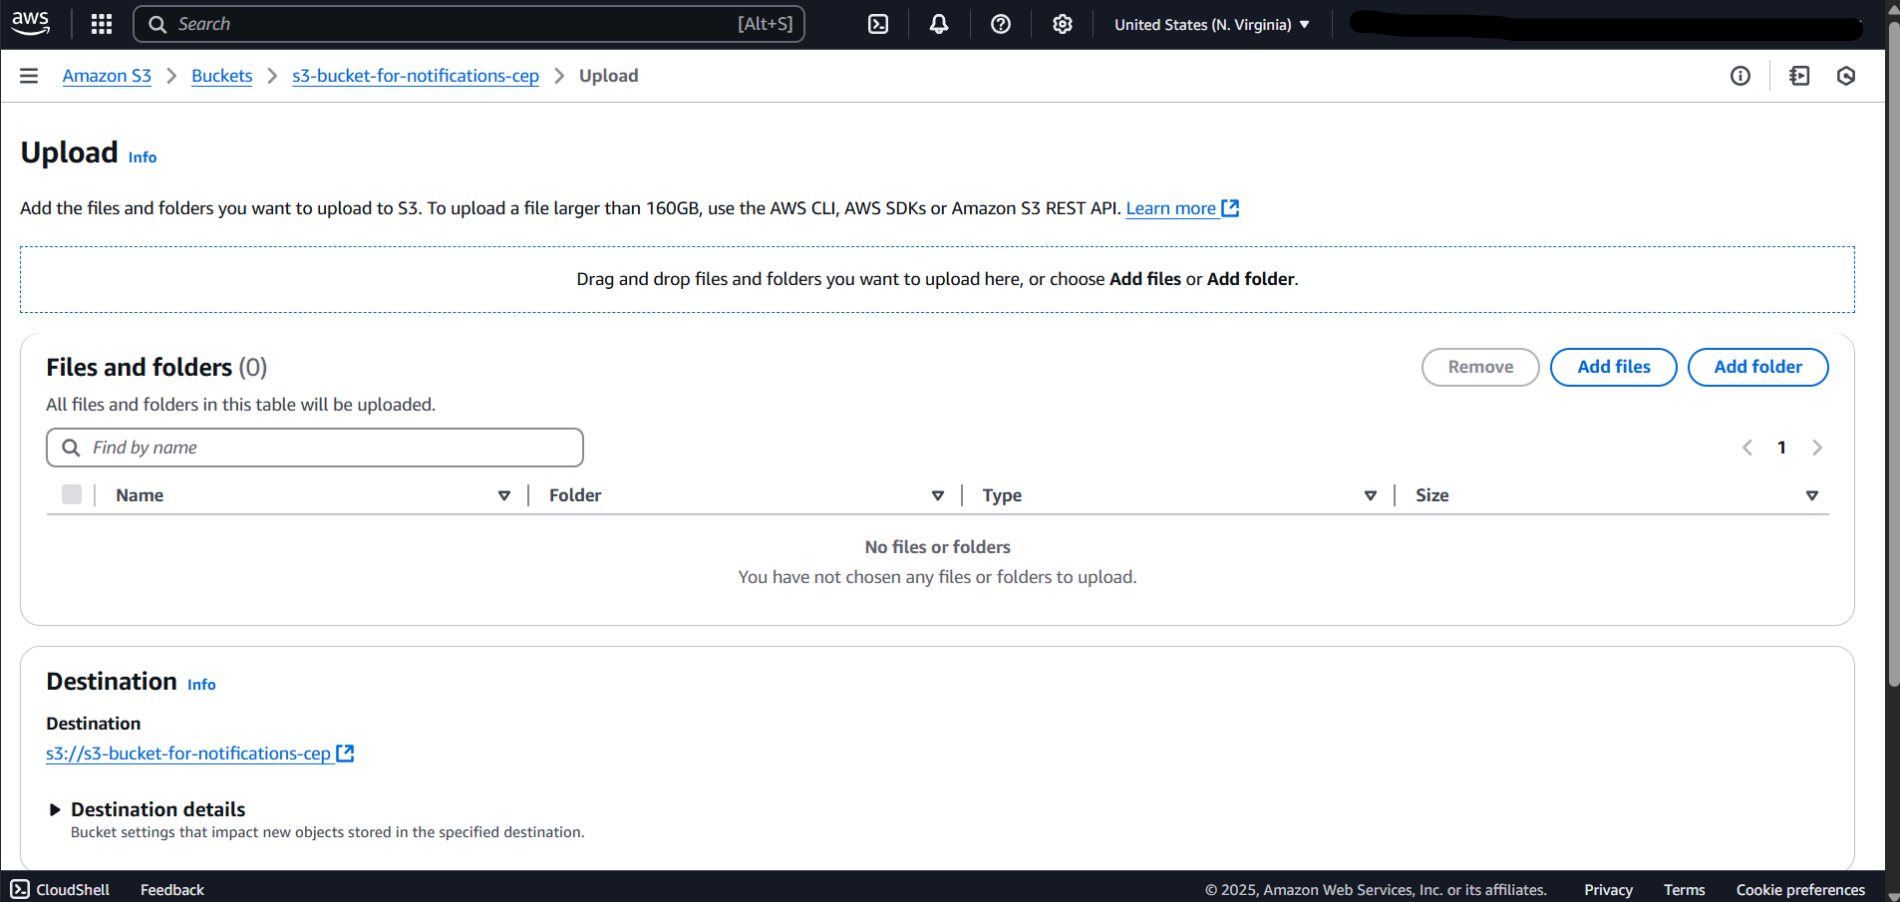 aws Search [Alt+S] United States (N. Virginia)
Amazon S3 > Buckets > s3-bucket-for-notifications-cep > Upload
Upload Info
Add the files and folders you want to upload to S3. To upload a file larger than 160GB, use the AWS CLI, AWS SDKs or Amazon S3 REST API. Learn more
Drag and drop files and folders you want to upload here, or choose Add files or Add folder.
Files and folders (0) Remove Add files Add folder
All files and folders in this table will be uploaded.
Find by name 1
Name Folder Type Size
No files or folders
You have not chosen any files or folders to upload.
Destination Info
Destination
s3://s3-bucket-for-notifications-cep
Destination details
Bucket settings that impact new objects stored in the specified destination.
CloudShell Feedback © 2025, Amazon Web Services, Inc. or its affiliates. Privacy Terms Cookie preferences